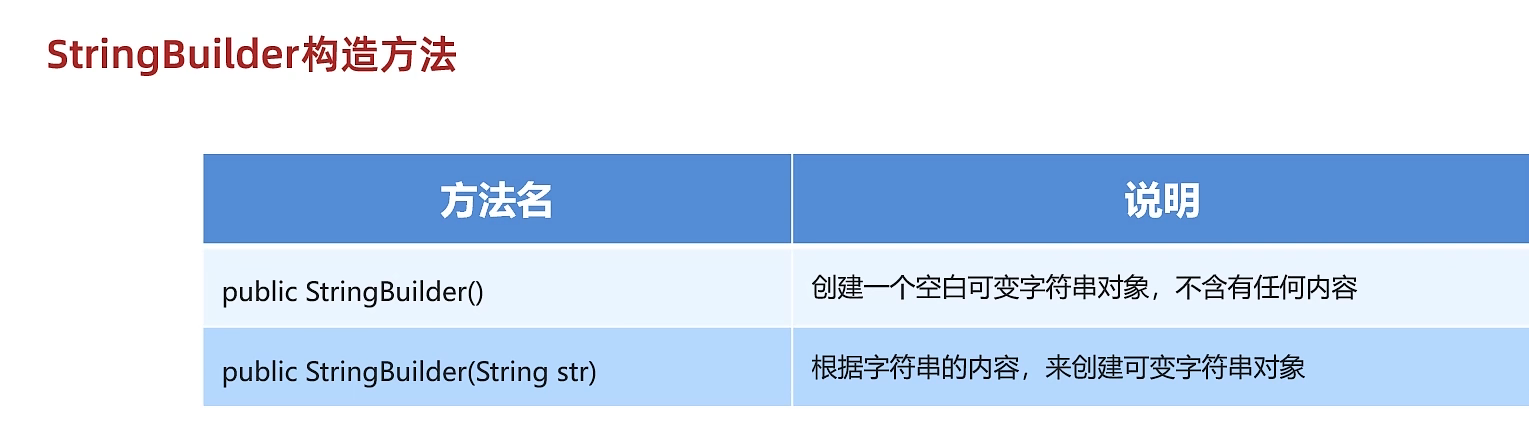 StringBuilder构造方法
方法名 说明
public StringBuilder() 创建一个空白可变字符串对象，不含有任何内容
public StringBuilder(String str) 根据字符串的内容，来创建可变字符串对象